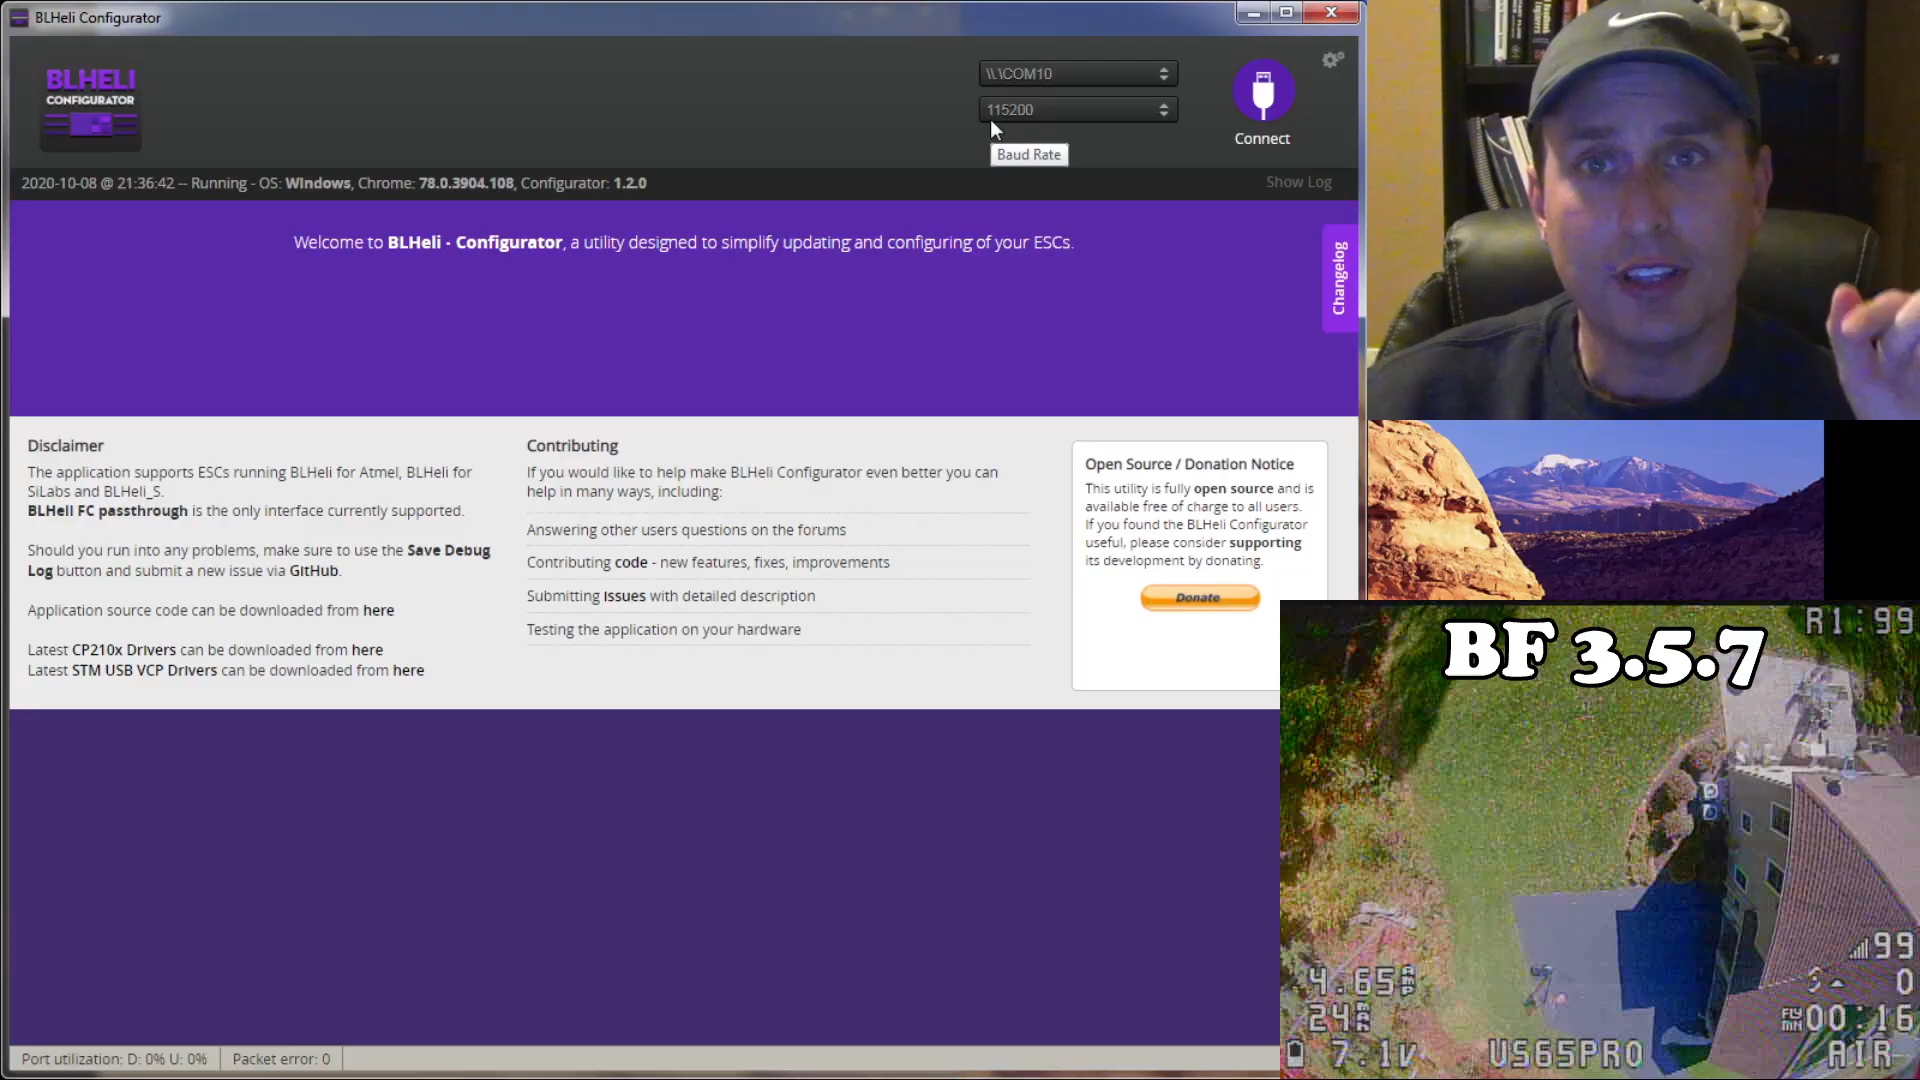 BLHeli Configurator
BLHELI
CONFIGURATOR
\\.\COM10
115200
Connect
Baud Rate
2020-10-08 @ 21:36:42 -- Running - OS: Windows, Chrome: 78.0.3904.108, Configurator: 1.2.0
Show Log
Welcome to BLHeli - Configurator, a utility designed to simplify updating and configuring of your ESCs.
Changelog
Disclaimer
The application supports ESCs running BLHeli for Atmel, BLHeli for
SiLabs and BLHeli_S.
BLHeli FC passthrough is the only interface currently supported.
Should you run into any problems, make sure to use the Save Debug
Log button and submit a new issue via GitHub.
Application source code can be downloaded from here
Latest CP210x Drivers can be downloaded from here
Latest STM USB VCP Drivers can be downloaded from here
Contributing
If you would like to help make BLHeli Configurator even better you can
help in many ways, including:
Answering other users questions on the forums
Contributing code - new features, fixes, improvements
Submitting issues with detailed description
Testing the application on your hardware
Open Source / Donation Notice
This utility is fully open source and is
available free of charge to all users.
If you found the BLHeli Configurator
useful, please consider supporting
its development by donating.
Donate
BF 3.5.7
R1:99
99
4.65 AMP
0
24 MAH
FLY MN 00:16
7.1V
US65PRO
AIR
Port utilization: D: 0% U: 0%
Packet error: 0